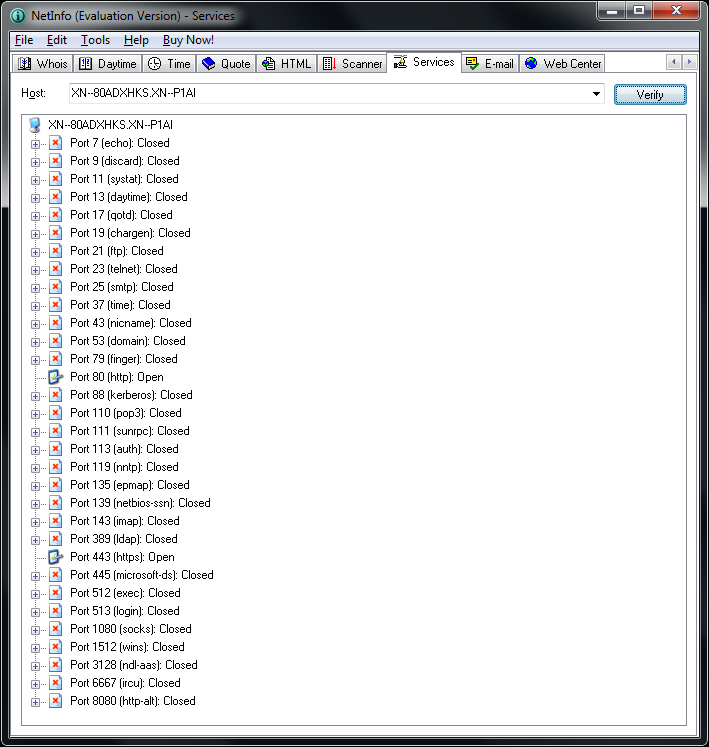 NetInfo (Evaluation Version) - Services
File Edit Tools Help Buy Now!
Whois Daytime Time Quote HTML Scanner Services E-mail Web Center
Host: XN--80ADXHKS.XN--P1AI Verify
XN--80ADXHKS.XN--P1AI
Port 7 (echo): Closed
Port 9 (discard): Closed
Port 11 (systat): Closed
Port 13 (daytime): Closed
Port 17 (qotd): Closed
Port 19 (chargen): Closed
Port 21 (ftp): Closed
Port 23 (telnet): Closed
Port 25 (smtp): Closed
Port 37 (time): Closed
Port 43 (nicname): Closed
Port 53 (domain): Closed
Port 79 (finger): Closed
Port 80 (http): Open
Port 88 (kerberos): Closed
Port 110 (pop3): Closed
Port 111 (sunrpc): Closed
Port 113 (auth): Closed
Port 119 (nntp): Closed
Port 135 (epmap): Closed
Port 139 (netbios-ssn): Closed
Port 143 (imap): Closed
Port 389 (ldap): Closed
Port 443 (https): Open
Port 445 (microsoft-ds): Closed
Port 512 (exec): Closed
Port 513 (login): Closed
Port 1080 (socks): Closed
Port 1512 (wins): Closed
Port 3128 (ndl-aas): Closed
Port 6667 (ircu): Closed
Port 8080 (http-alt): Closed